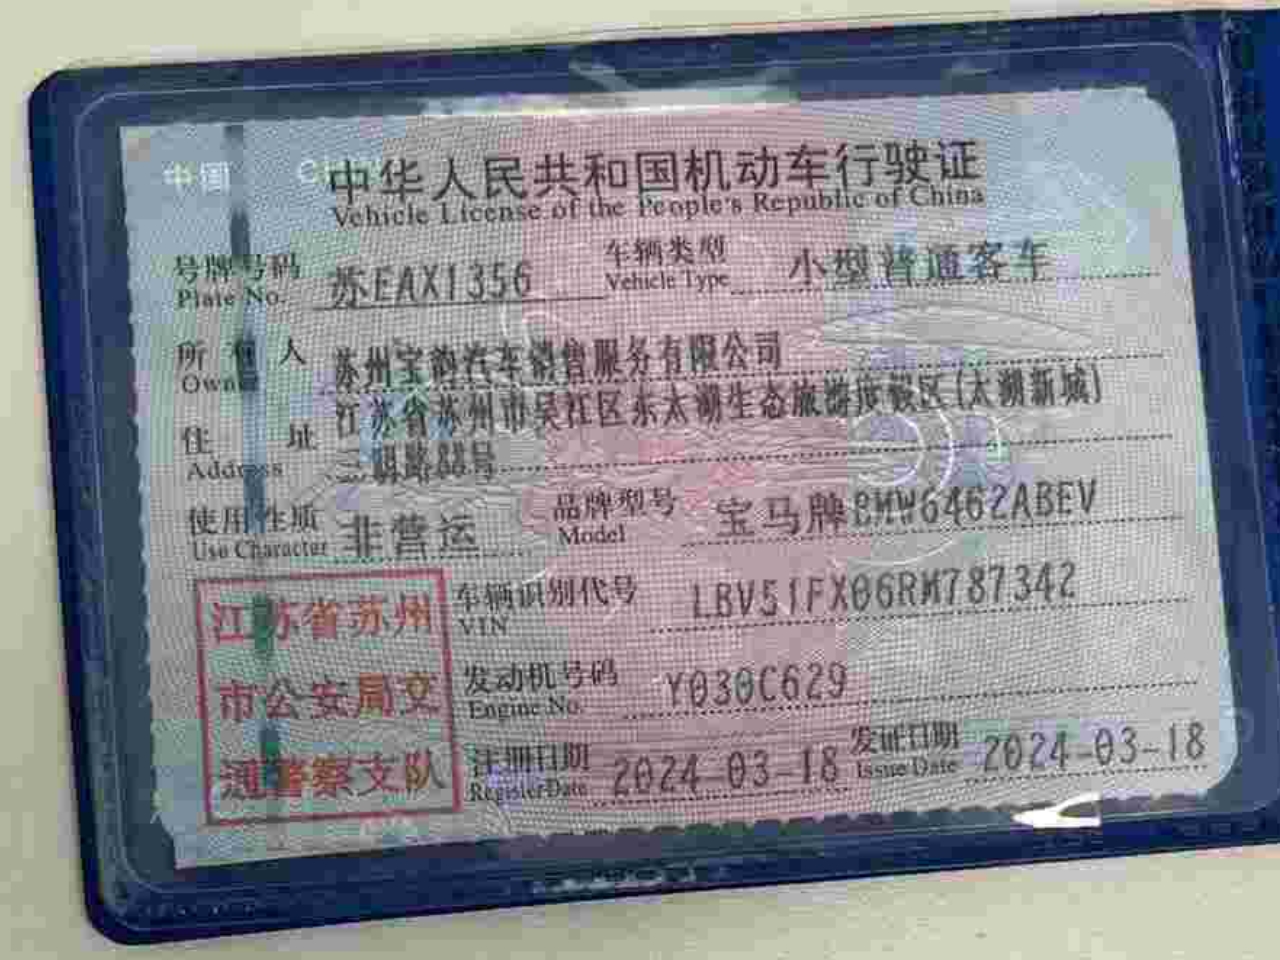 中国
中华人民共和国机动车行驶证
Vehicle License of the People's Republic of China
号牌号码 苏EAX1356 车辆类型 小型普通客车
Plate No. Vehicle Type
所有人 苏州宝韵汽车销售服务有限公司
Owner
江苏省苏州市吴江区东太湖生态旅游度假区(太湖新城)
住址
Address 路88号
使用性质 非营运 品牌型号 宝马牌BMW6462ABEV
Use Character Model
江苏省苏州
市公安局交
通警察支队
车辆识别代号 LBV51FX06RM787342
VIN
发动机号码 Y030C629
Engine No.
注册日期 2024-03-18 发证日期 2024-03-18
Register Date Issue Date